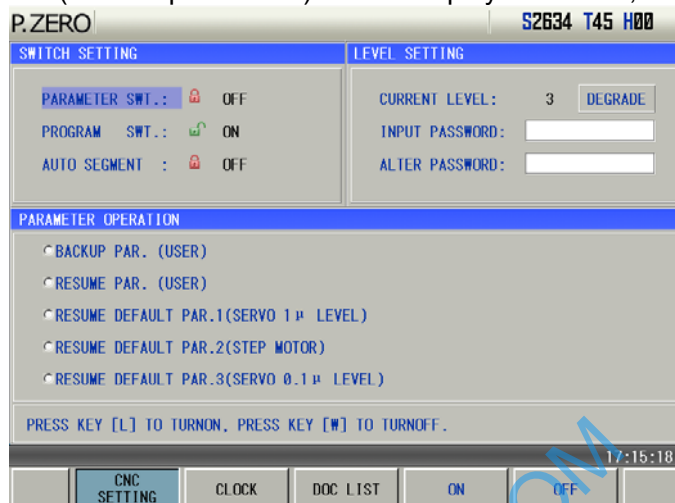 P.ZERO S2634 T45 H00
SWITCH SETTING LEVEL SETTING
PARAMETER SWT.: OFF CURRENT LEVEL: 3 DEGRADE
PROGRAM SWT.: ON INPUT PASSWORD:
AUTO SEGMENT : OFF ALTER PASSWORD:
PARAMETER OPERATION
BACKUP PAR. (USER)
RESUME PAR. (USER)
RESUME DEFAULT PAR.1(SERVO 1μ LEVEL)
RESUME DEFAULT PAR.2(STEP MOTOR)
RESUME DEFAULT PAR.3(SERVO 0.1μ LEVEL)
PRESS KEY [L] TO TURNON, PRESS KEY [W] TO TURNOFF.
17:15:18
CNC SETTING CLOCK DOC LIST ON OFF